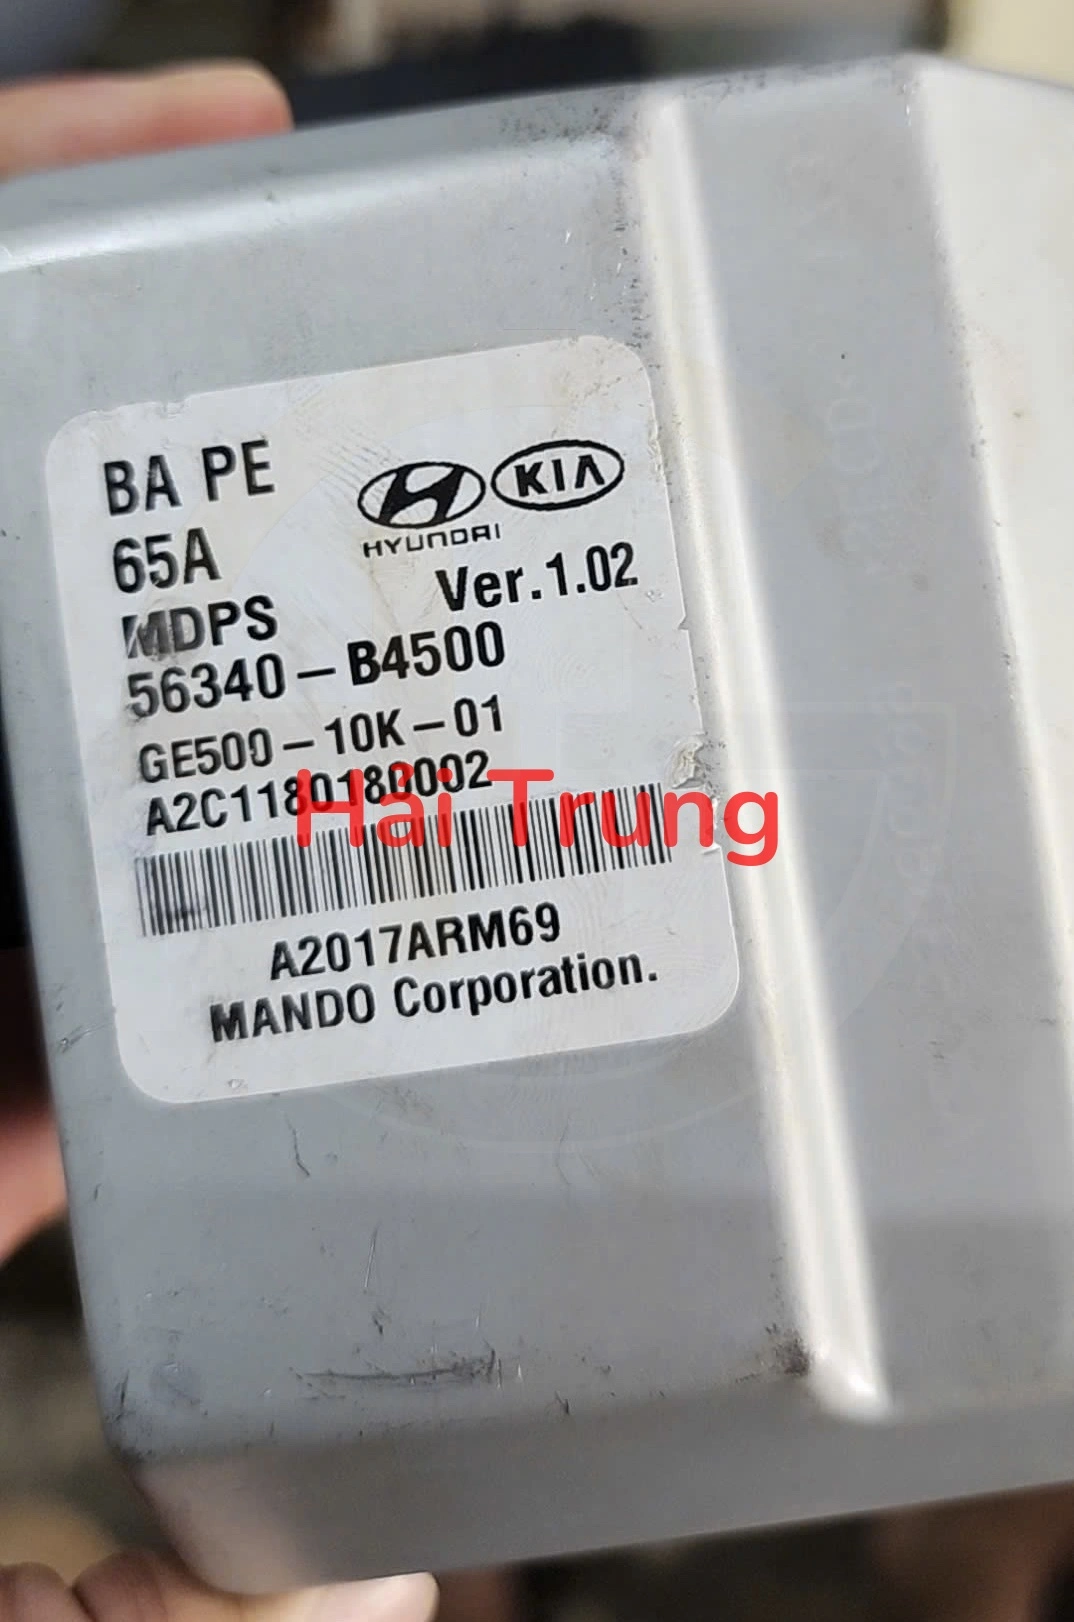 BA PE
KIA
65A
HYUNDAI
Ver.1.02
MDPS
56340-B4500
GE500-10K-01
A2C1180180002
Hải Trung
A2017ARM69
MANDO Corporation.